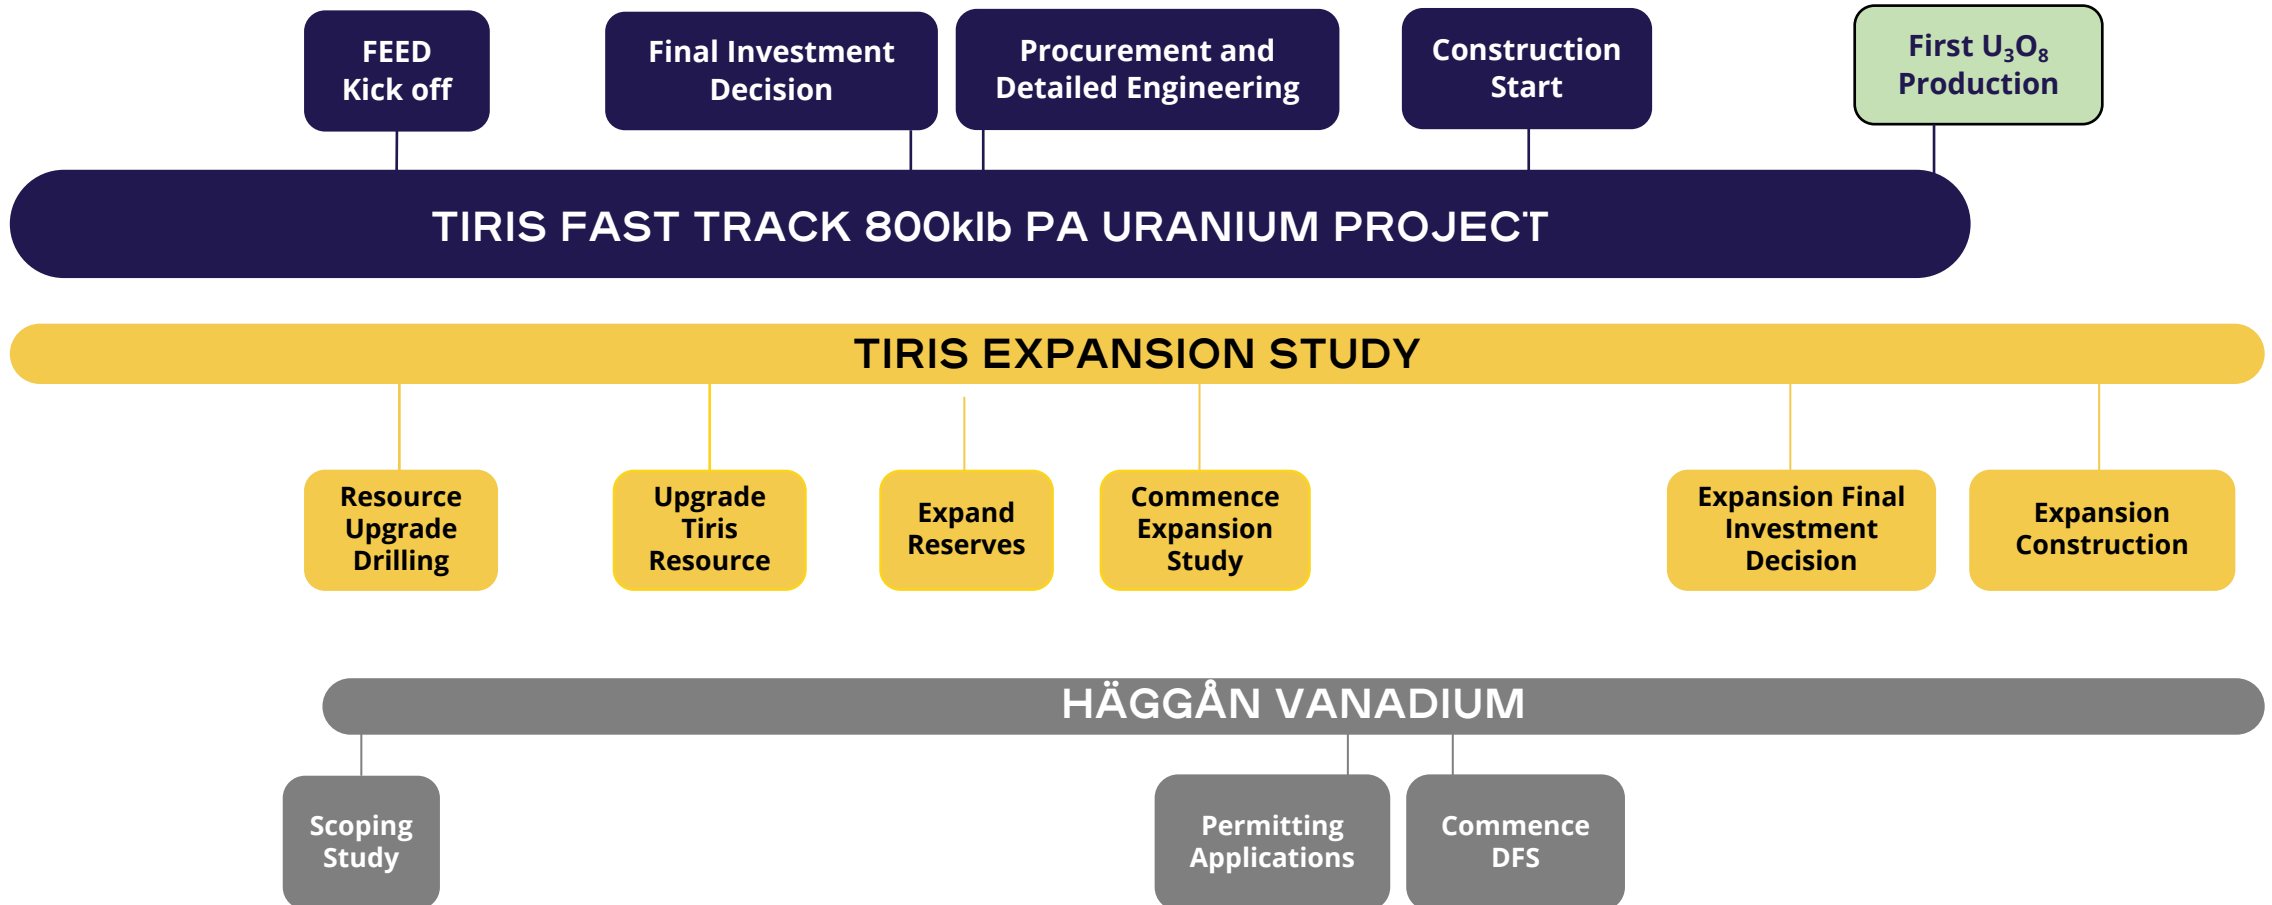 FEED
Kick off
Final Investment
Decision
Procurement and
Detailed Engineering
Construction
Start
First U₃O₈
Production
TIRIS FAST TRACK 800klb PA URANIUM PROJECT
TIRIS EXPANSION STUDY
Resource
Upgrade
Drilling
Upgrade
Tiris
Resource
Expand
Reserves
Commence
Expansion
Study
Expansion Final
Investment
Decision
Expansion
Construction
HÄGGÅN VANADIUM
Scoping
Study
Permitting
Applications
Commence
DFS